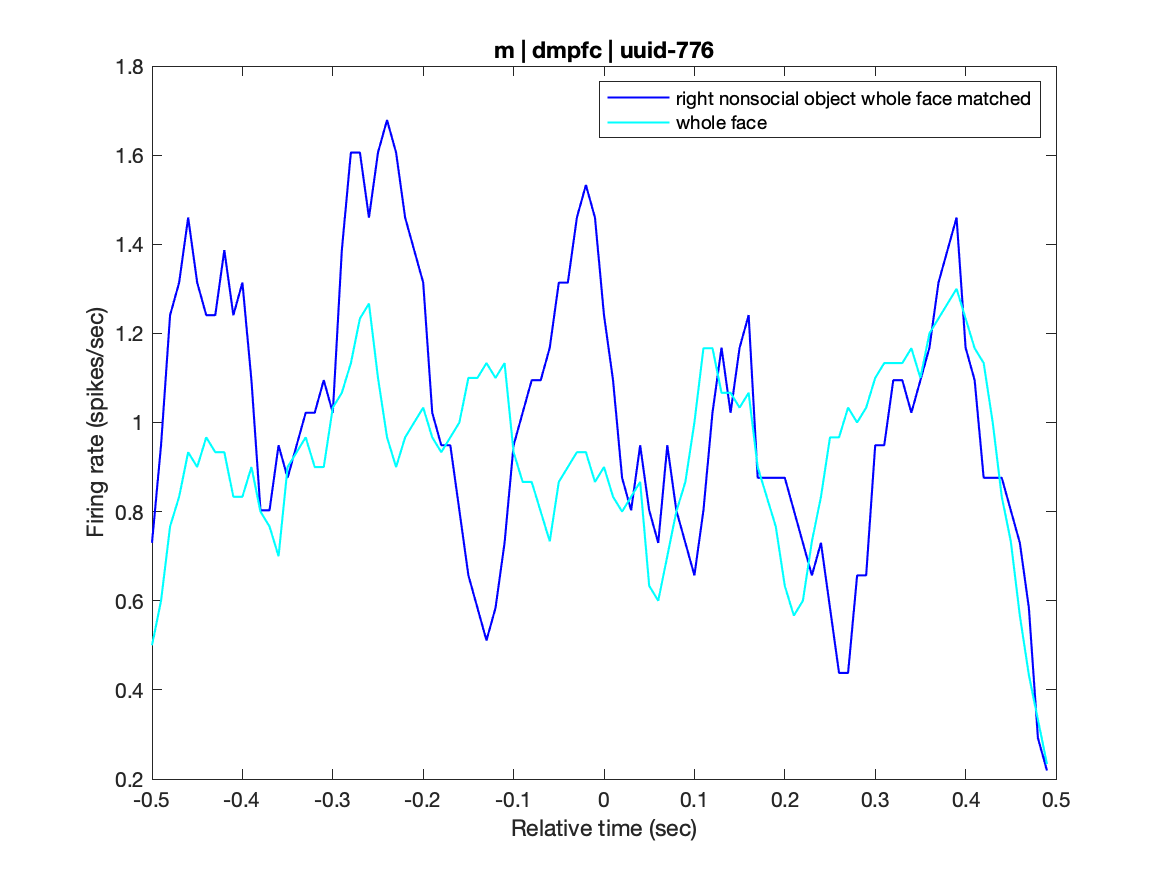 m | dmpfc | uuid-776
right nonsocial object whole face matched
whole face
Firing rate (spikes/sec)
1.8
1.6
1.4
1.2
1
0.8
0.6
0.4
0.2
-0.5 -0.4 -0.3 -0.2 -0.1 0 0.1 0.2 0.3 0.4 0.5
Relative time (sec)